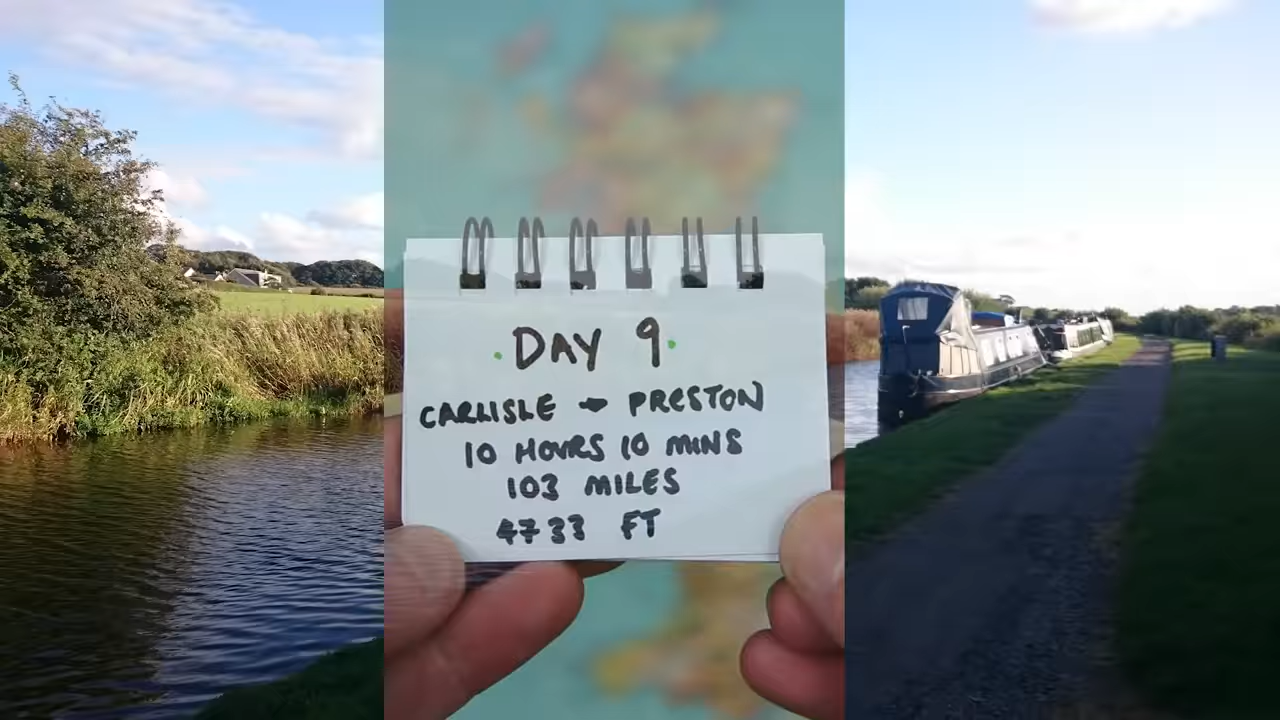 DAY 9
CARLISLE → PRESTON
10 HOURS 10 MINS
103 MILES
4733 FT